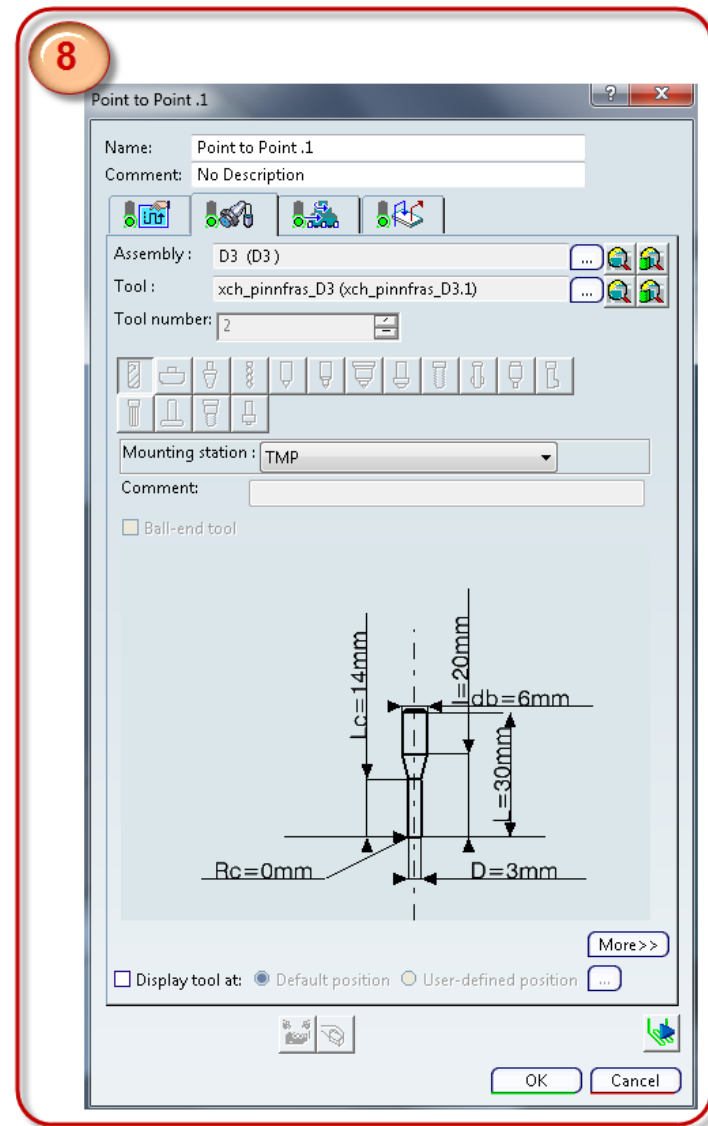 8
Point to Point .1
Name: Point to Point .1
Comment: No Description
Assembly : D3 (D3 ) ...
Tool : xch_pinnfras_D3 (xch_pinnfras_D3.1) ...
Tool number: 2
Mounting station : TMP
Comment:
Ball-end tool
Lc=14mm
l=20mm
db=6mm
L=30mm
Rc=0mm
D=3mm
More>>
Display tool at: Default position User-defined position ...
OK Cancel